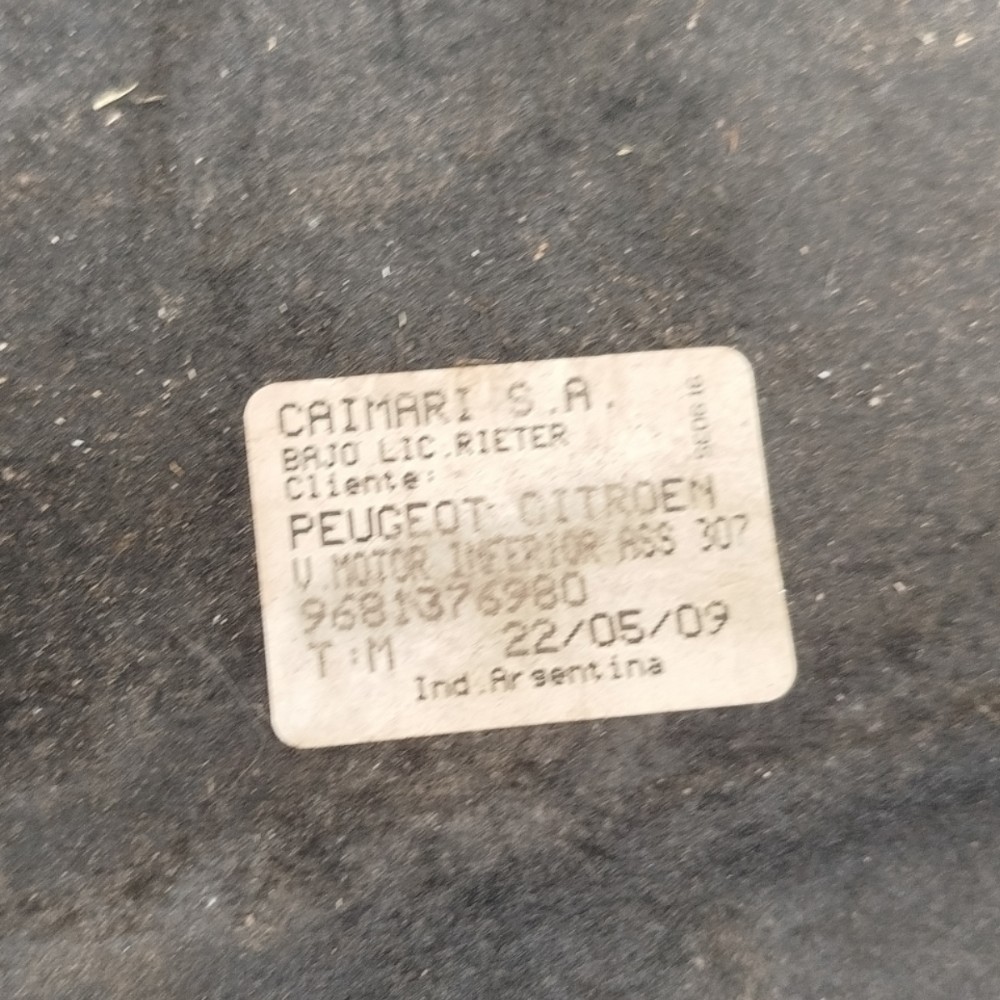 CAIMARI S.A.
BAJO LIC.RIETER
Cliente:
PEUGEOT CITROEN
V.MOTOR INFERIOR ASS 307
9681376980
T:M 22/05/09
Ind.Argentina